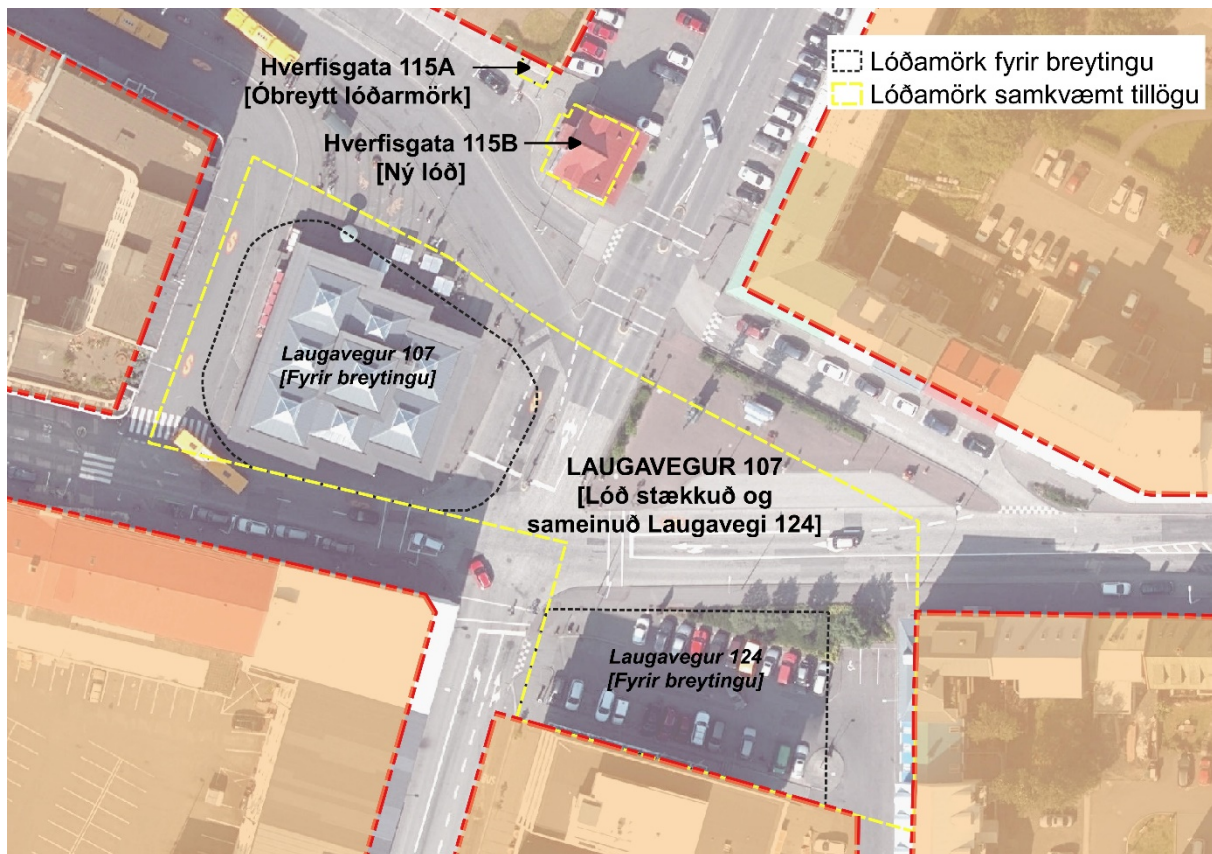 Hverfisgata 115A
[Óbreytt lóðarmörk]
Hverfisgata 115B
[Ný lóð]
Lóðamörk fyrir breytingu
Lóðamörk samkvæmt tillögu
Laugavegur 107
[Fyrir breytingu]
LAUGAVEGUR 107
[Lóð stækkuð og
sameinuð Laugavegi 124]
Laugavegur 124
[Fyrir breytingu]